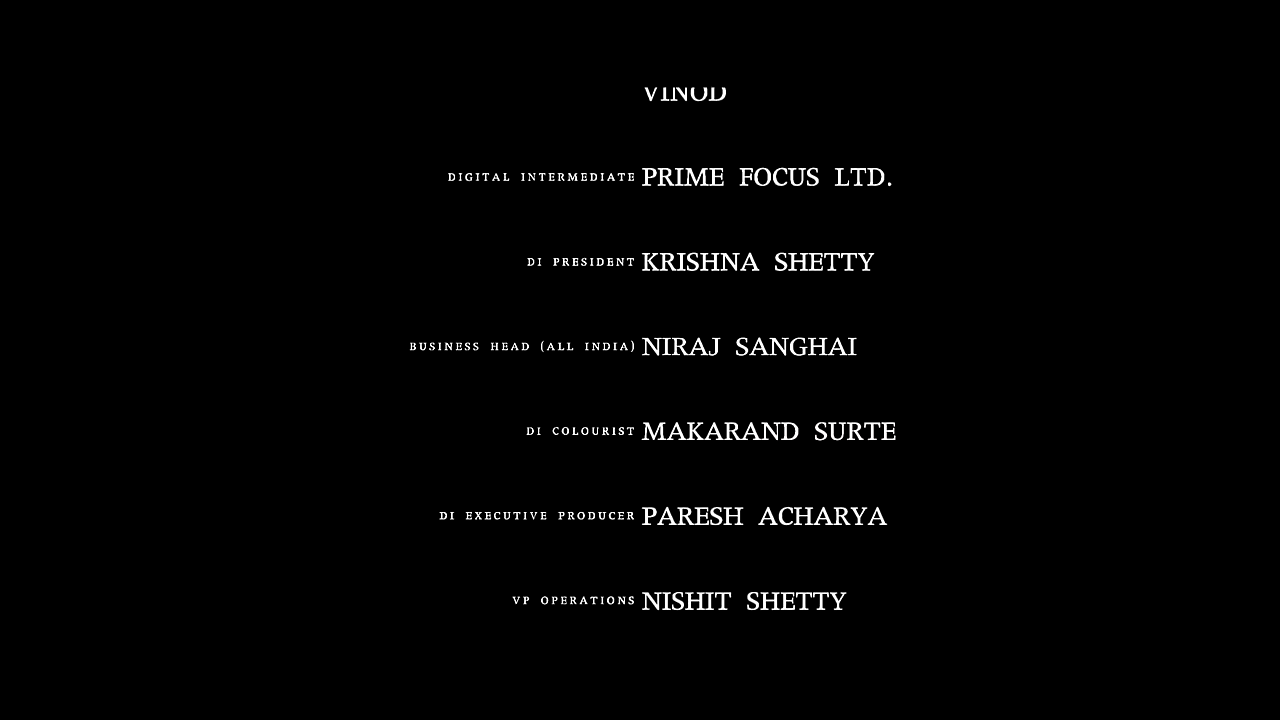 VINOD
DIGITAL INTERMEDIATE PRIME FOCUS LTD.
DI PRESIDENT KRISHNA SHETTY
BUSINESS HEAD (ALL INDIA) NIRAJ SANGHAI
DI COLOURIST MAKARAND SURTE
DI EXECUTIVE PRODUCER PARESH ACHARYA
VP OPERATIONS NISHIT SHETTY